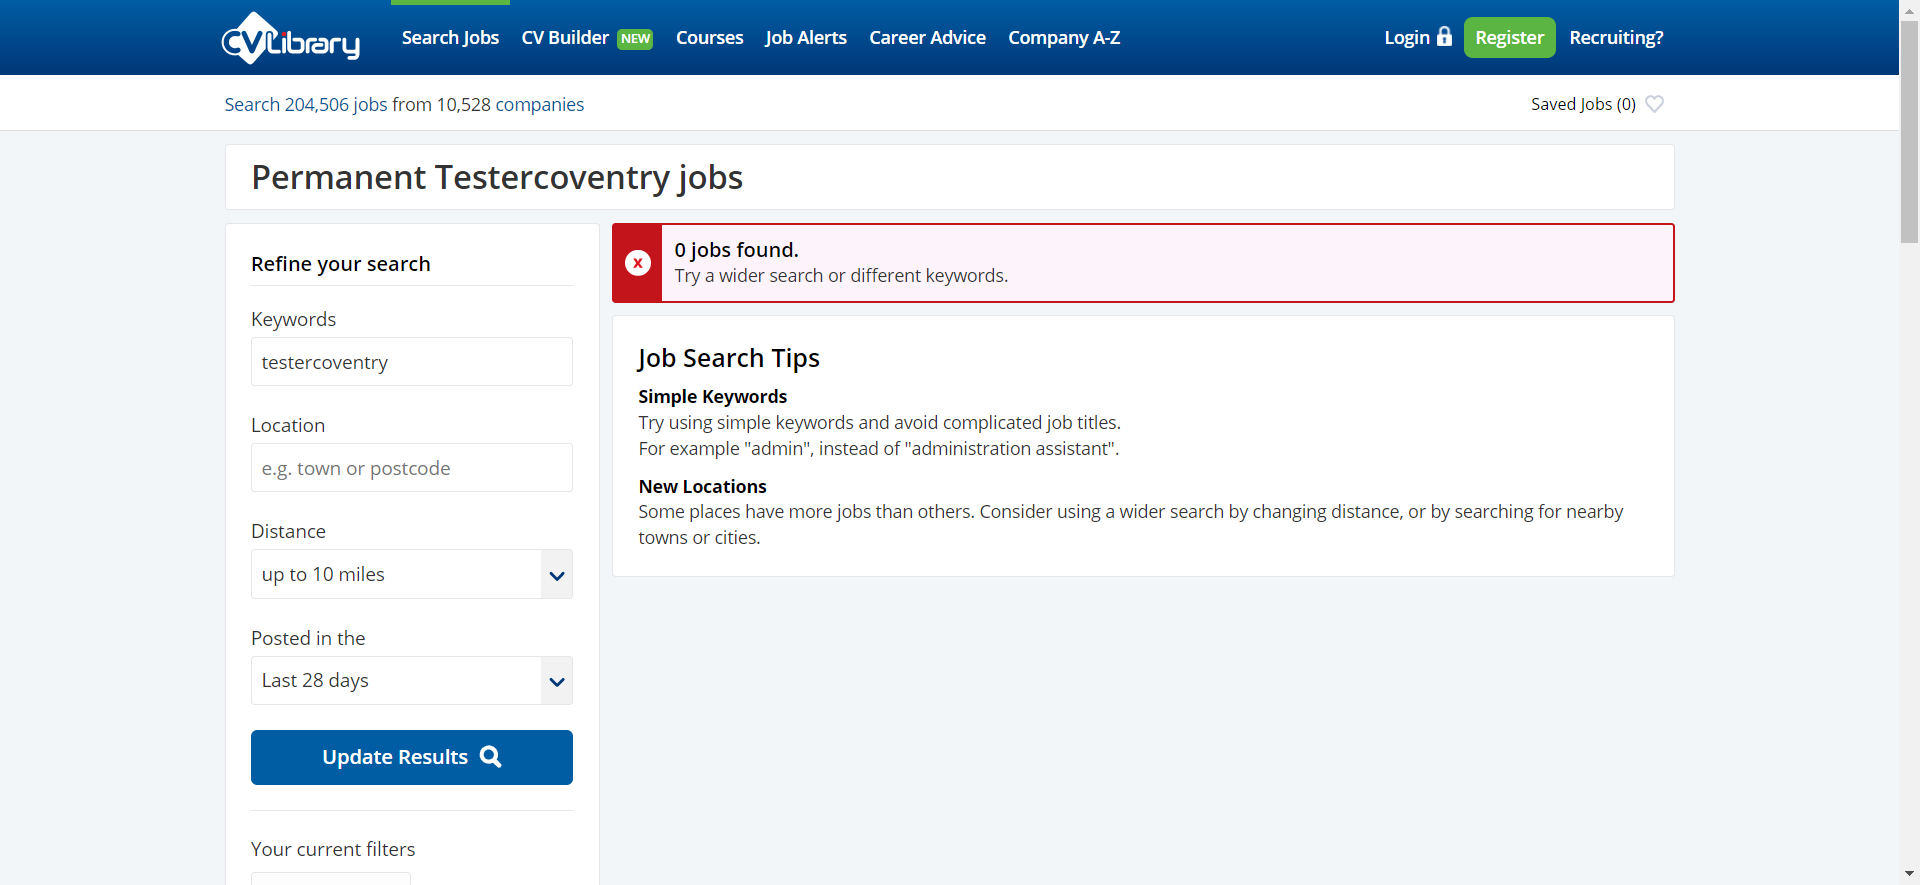 CVLibrary
Search Jobs
CV Builder NEW
Courses
Job Alerts
Career Advice
Company A-Z
Login
Register
Recruiting?
Search 204,506 jobs from 10,528 companies
Saved Jobs (0)
Permanent Testercoventry jobs
Refine your search
Keywords
testercoventry
Location
e.g. town or postcode
Distance
up to 10 miles
Posted in the
Last 28 days
Update Results
Your current filters
x
0 jobs found.
Try a wider search or different keywords.
Job Search Tips
Simple Keywords
Try using simple keywords and avoid complicated job titles.
For example "admin", instead of "administration assistant".
New Locations
Some places have more jobs than others. Consider using a wider search by changing distance, or by searching for nearby
towns or cities.